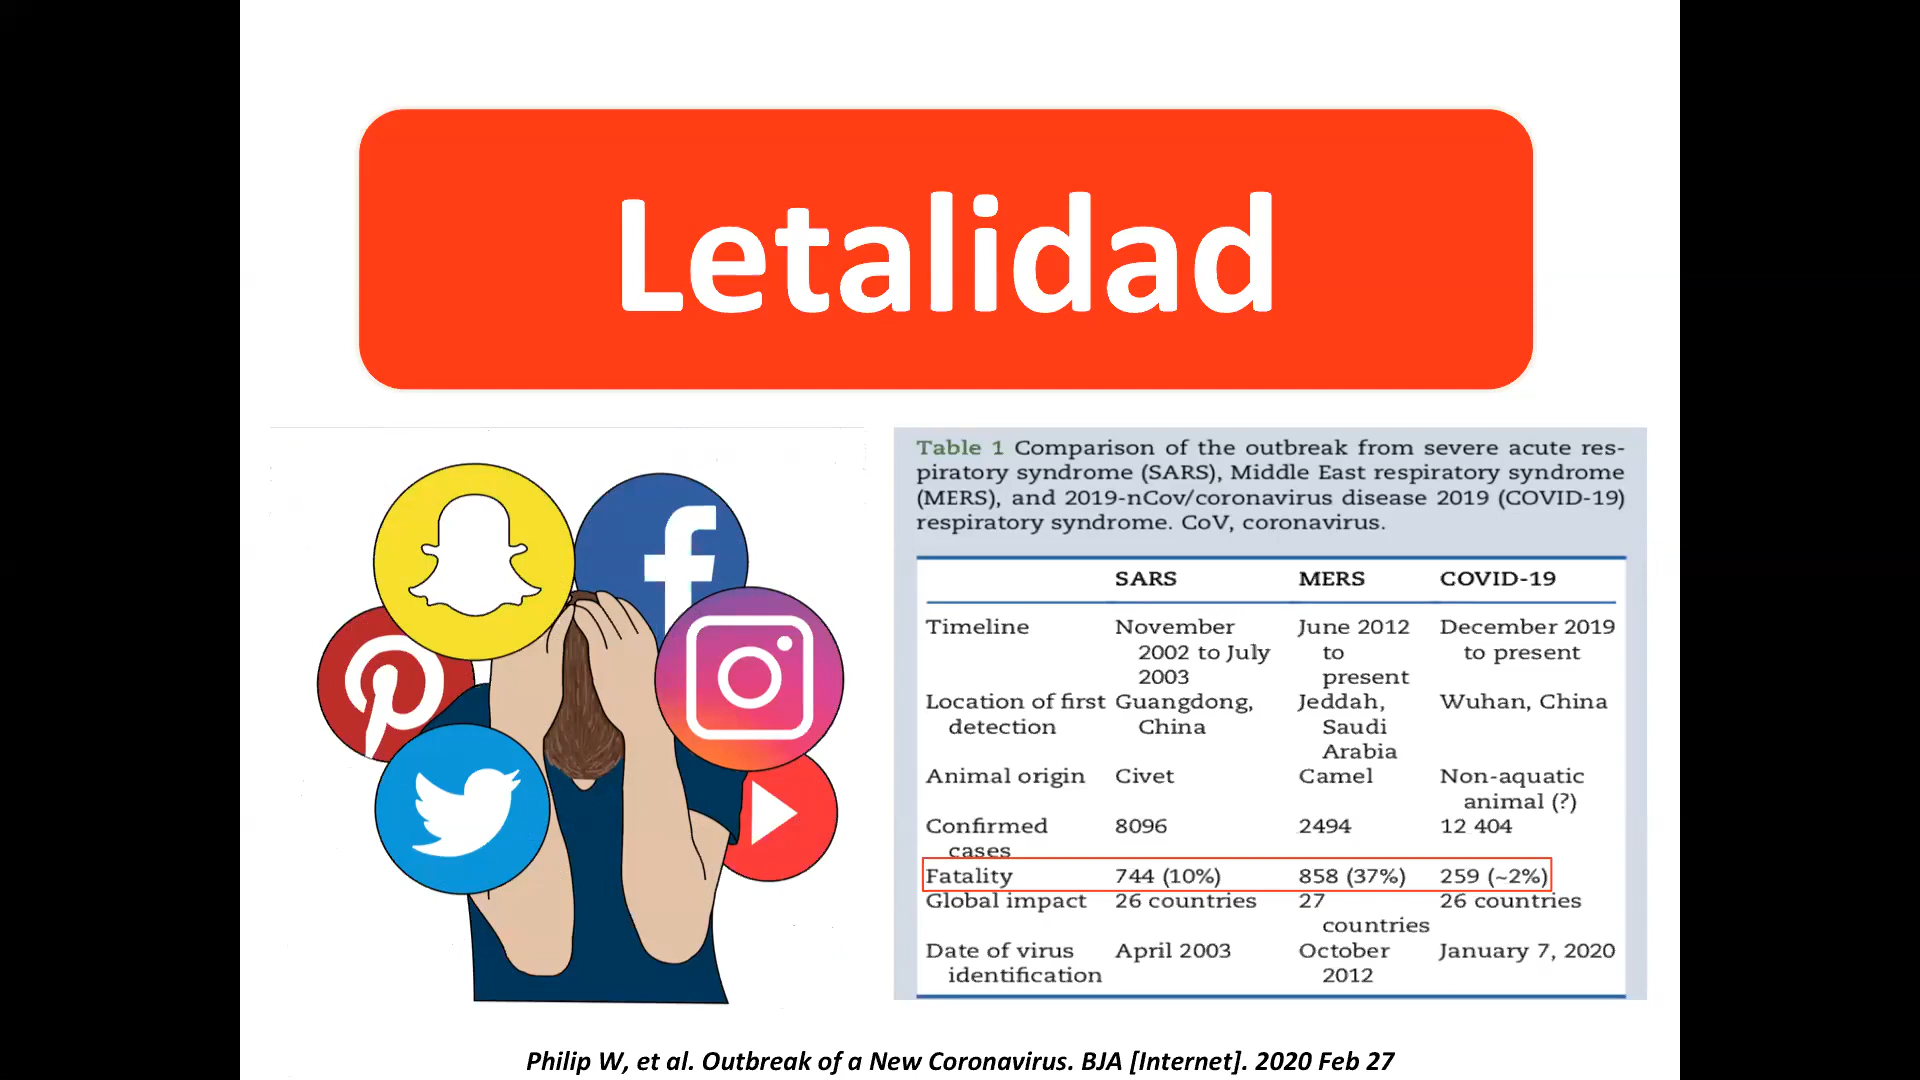 Letalidad
Table 1 Comparison of the outbreak from severe acute res-
piratory syndrome (SARS), Middle East respiratory syndrome
(MERS), and 2019-nCov/coronavirus disease 2019 (COVID-19)
respiratory syndrome. CoV, coronavirus.
SARS MERS COVID-19
Timeline November June 2012 December 2019
2002 to July to to present
2003 present
Location of first Guangdong, Jeddah, Wuhan, China
detection China Saudi
Arabia
Animal origin Civet Camel Non-aquatic
animal (?)
Confirmed 8096 2494 12 404
cases
Fatality 744 (10%) 858 (37%) 259 (~2%)
Global impact 26 countries 27 26 countries
countries
Date of virus April 2003 October January 7, 2020
identification 2012
Philip W, et al. Outbreak of a New Coronavirus. BJA [Internet]. 2020 Feb 27